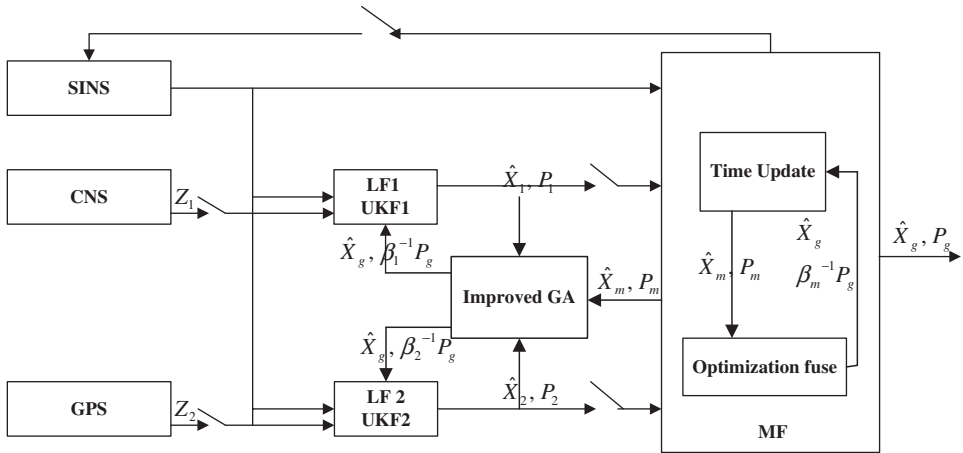 SINS
CNS
Z₁
LF1
UKF1
X̂₁, P₁
X̂g, β₁⁻¹Pg
Improved GA
X̂m, Pm
X̂g, β₂⁻¹Pg
GPS
Z₂
LF 2
UKF2
X̂₂, P₂
Time Update
X̂g
βm⁻¹Pg
X̂m, Pm
Optimization fuse
MF
X̂g, Pg